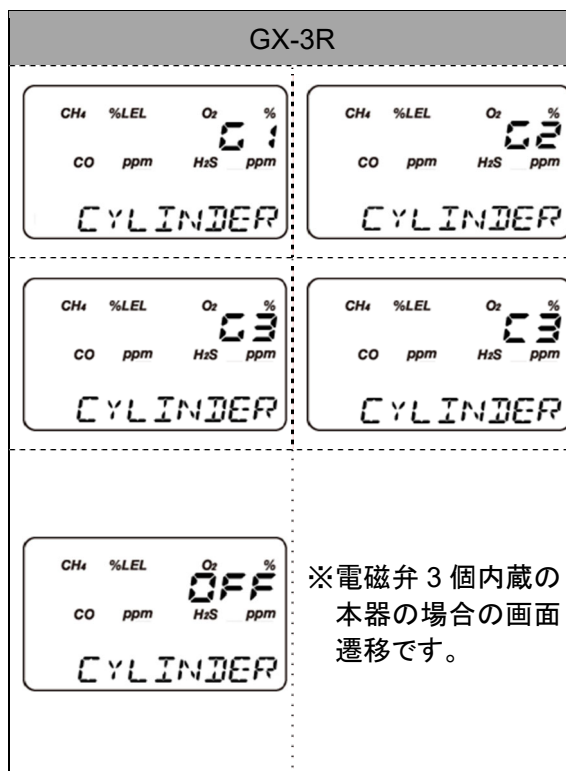 GX-3R
CH₄ %LEL O₂ %
G1
CO ppm H₂S ppm
CYLINDER
CH₄ %LEL O₂ %
G2
CO ppm H₂S ppm
CYLINDER
CH₄ %LEL O₂ %
G3
CO ppm H₂S ppm
CYLINDER
CH₄ %LEL O₂ %
C3
CO ppm H₂S ppm
CYLINDER
CH₄ %LEL O₂ %
OFF
CO ppm H₂S ppm
CYLINDER
※電磁弁 3 個内蔵の
本器の場合の画面
遷移です。